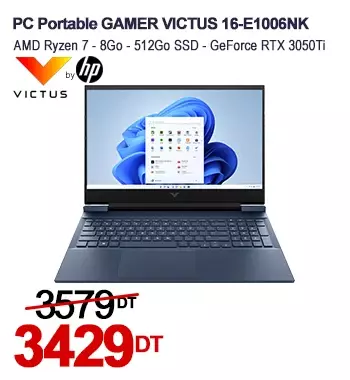 PC Portable GAMER VICTUS 16-E1006NK
AMD Ryzen 7 - 8Go - 512Go SSD - GeForce RTX 3050Ti
by hp
VICTUS
3579DT
3429DT